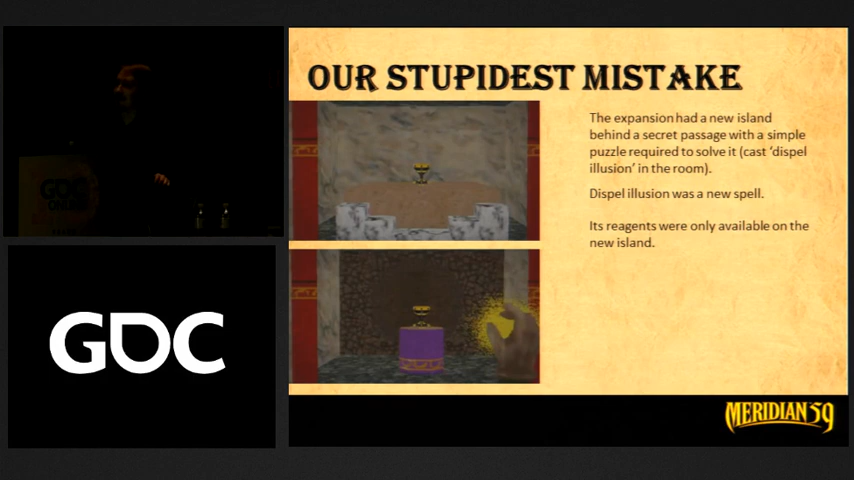 OUR STUPIDEST MISTAKE
The expansion had a new island
behind a secret passage with a simple
puzzle required to solve it (cast 'dispel
illusion' in the room).
Dispel illusion was a new spell.
Its reagents were only available on the
new island.
GDC
ONLINE
GDC
MERIDIAN 59